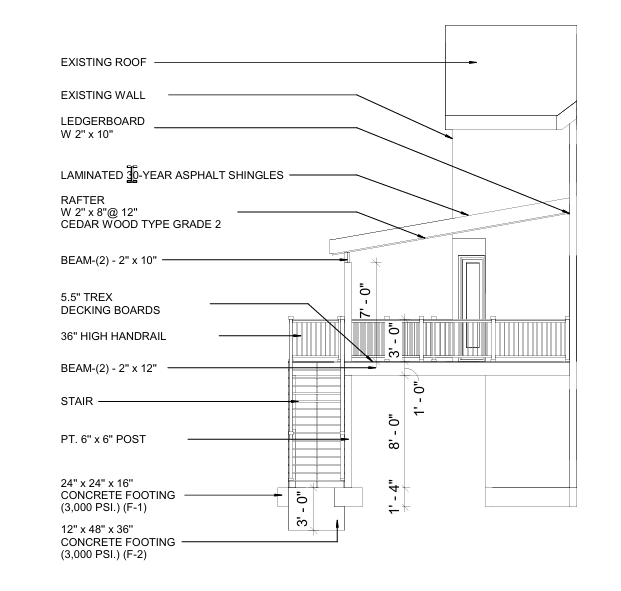 EXISTING ROOF
EXISTING WALL
LEDGERBOARD
W 2" x 10"
LAMINATED 30-YEAR ASPHALT SHINGLES
RAFTER
W 2" x 8"@ 12"
CEDAR WOOD TYPE GRADE 2
BEAM-(2) - 2" x 10"
5.5" TREX
DECKING BOARDS
36" HIGH HANDRAIL
BEAM-(2) - 2" x 12"
STAIR
PT. 6" x 6" POST
24" x 24" x 16"
CONCRETE FOOTING
(3,000 PSI.) (F-1)
12" x 48" x 36"
CONCRETE FOOTING
(3,000 PSI.) (F-2)
7' - 0"
3' - 0"
1' - 0"
8' - 0"
1' - 4"
3' - 0"